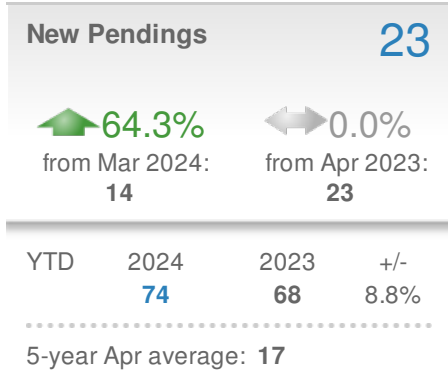 New Pendings 23
64.3% 0.0%
from Mar 2024: from Apr 2023:
14 23
YTD 2024 2023 +/-
74 68 8.8%
5-year Apr average: 17